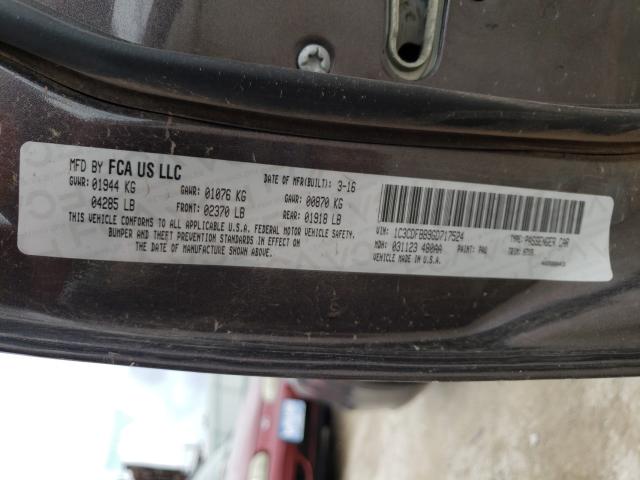 MFD BY FCA US LLC DATE OF MFR(BUILT): 3-16
GVWR: 01944 KG GAWR: 01076 KG GAWR: 00870 KG
04285 LB FRONT: 02370 LB REAR: 01918 LB
THIS VEHICLE CONFORMS TO ALL APPLICABLE U.S.A. FEDERAL MOTOR VEHICLE SAFETY,
BUMPER AND THEFT PREVENTION STANDARDS IN EFFECT ON
THE DATE OF MANUFACTURE SHOWN ABOVE.
VIN: 1C3CDFBB9GD717524 TYPE: PASSENGER CAR
MDH: 031123 480AA PAINT: PAU TRIM:
VEHICLE MADE IN U.S.A.